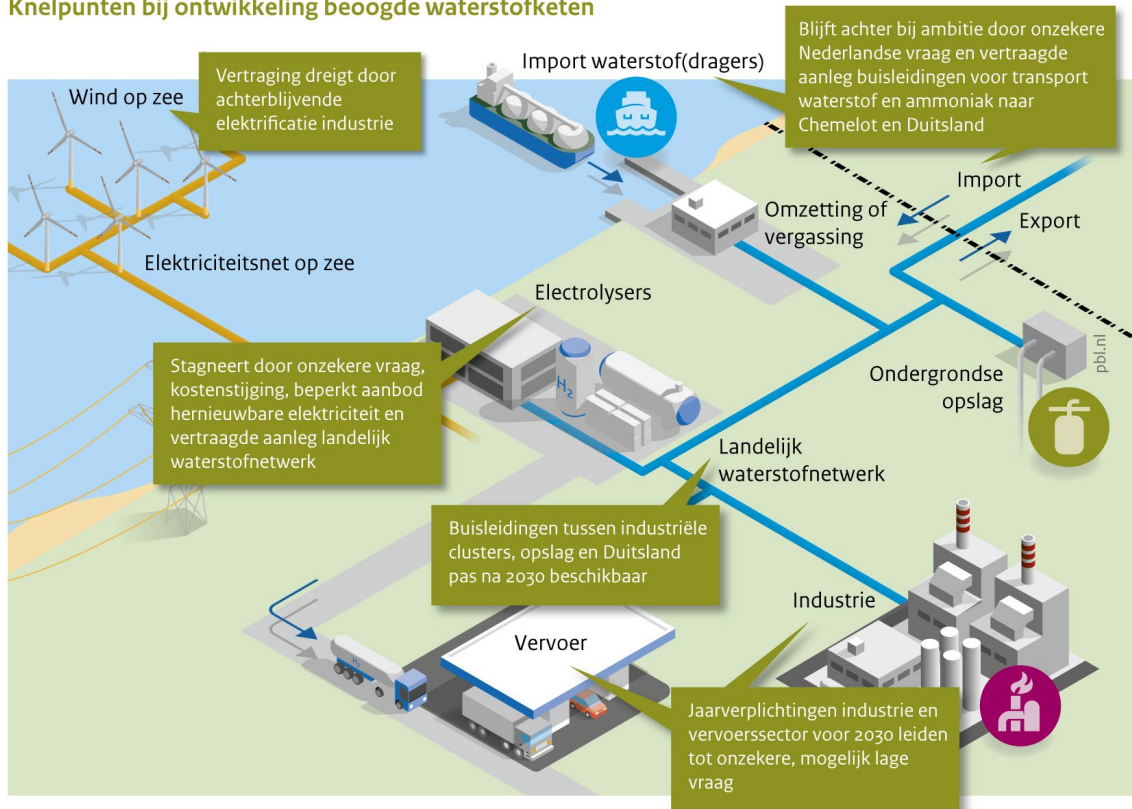 Knelpunten bij ontwikkeling beoogde waterstofketen
Blijft achter bij ambitie door onzekere
Nederlandse vraag en vertraagde
aanleg buisleidingen voor transport
waterstof en ammoniak naar
Chemelot en Duitsland
Import waterstof(dragers)
Vertraging dreigt door
achterblijvende
elektrificatie industrie
Wind op zee
Import
Export
Omzetting of
vergassing
Elektriciteitsnet op zee
Electrolysers
Stagneert door onzekere vraag,
kostenstijging, beperkt aanbod
hernieuwbare elektriciteit en
vertraagde aanleg landelijk
waterstofnetwerk
H2
Ondergrondse
opslag
pbl.nl
Landelijk
waterstofnetwerk
Buisleidingen tussen industriële
clusters, opslag en Duitsland
pas na 2030 beschikbaar
Industrie
Vervoer
H2
Jaarverplichtingen industrie en
vervoerssector voor 2030 leiden
tot onzekere, mogelijk lage
vraag